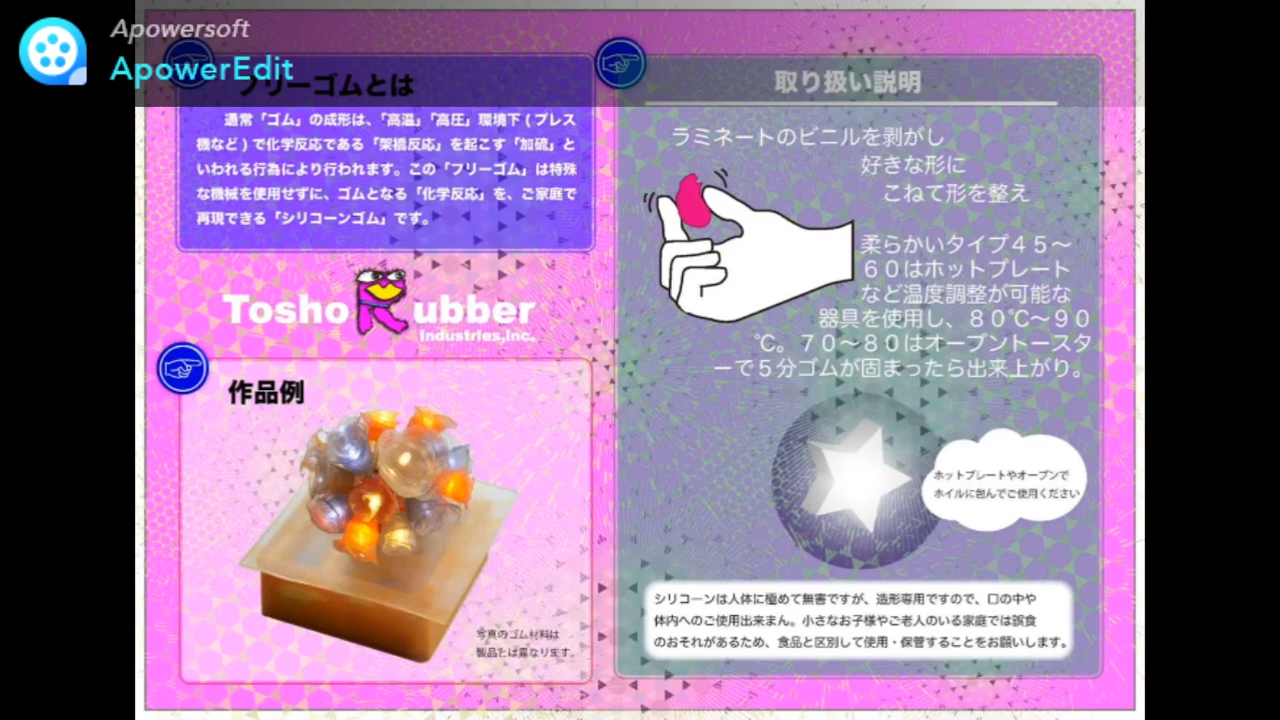 Apowersoft
ApowerEdit
フリーゴムとは
通常「ゴム」の成形は、「高温」「高圧」環境下 ( プレス
機など ) で化学反応である「架橋反応」を起こす「加硫」と
いわれる行為により行われます。この「フリーゴム」は特殊
な機械を使用せずに、ゴムとなる「化学反応」を、ご家庭で
再現できる「シリコーンゴム」です。
Tosho Rubber
Industries,Inc.
作品例
写真のゴム材料は
製品とは異なります。
取り扱い説明
ラミネートのビニルを剥がし
好きな形に
こねて形を整え
柔らかいタイプ４５～
６０はホットプレート
など温度調整が可能な
器具を使用し、８０℃～９０
℃。７０～８０はオーブントースタ
ーで５分ゴムが固まったら出来上がり。
ホットプレートやオーブンで
ホイルに包んでご使用ください
シリコーンは人体に極めて無害ですが、造形専用ですので、口の中や
体内へのご使用出来まん。小さなお子様やご老人のいる家庭では誤食
のおそれがあるため、食品と区別して使用・保管することをお願いします。